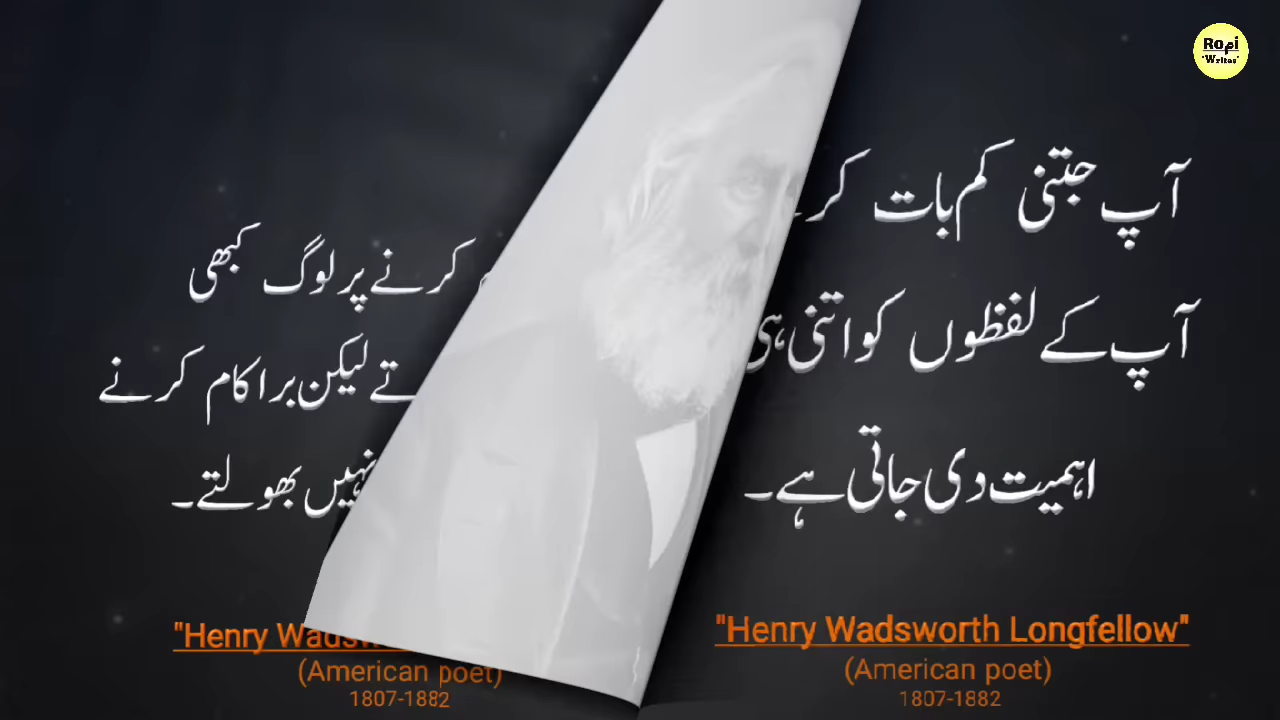 Ropi
"Writes"
آپ جتنی کم بات کر
آپ کے لفظوں کو اتنی ہی
اہمیت دی جاتی ہے۔
"Henry Wadsworth Longfellow"
(American poet)
1807-1882
کرنے پر لوگ کبھی
تے لیکن برا کام کرنے
نہیں بھولتے۔
"Henry Wadsw
(American poet)
1807-1882